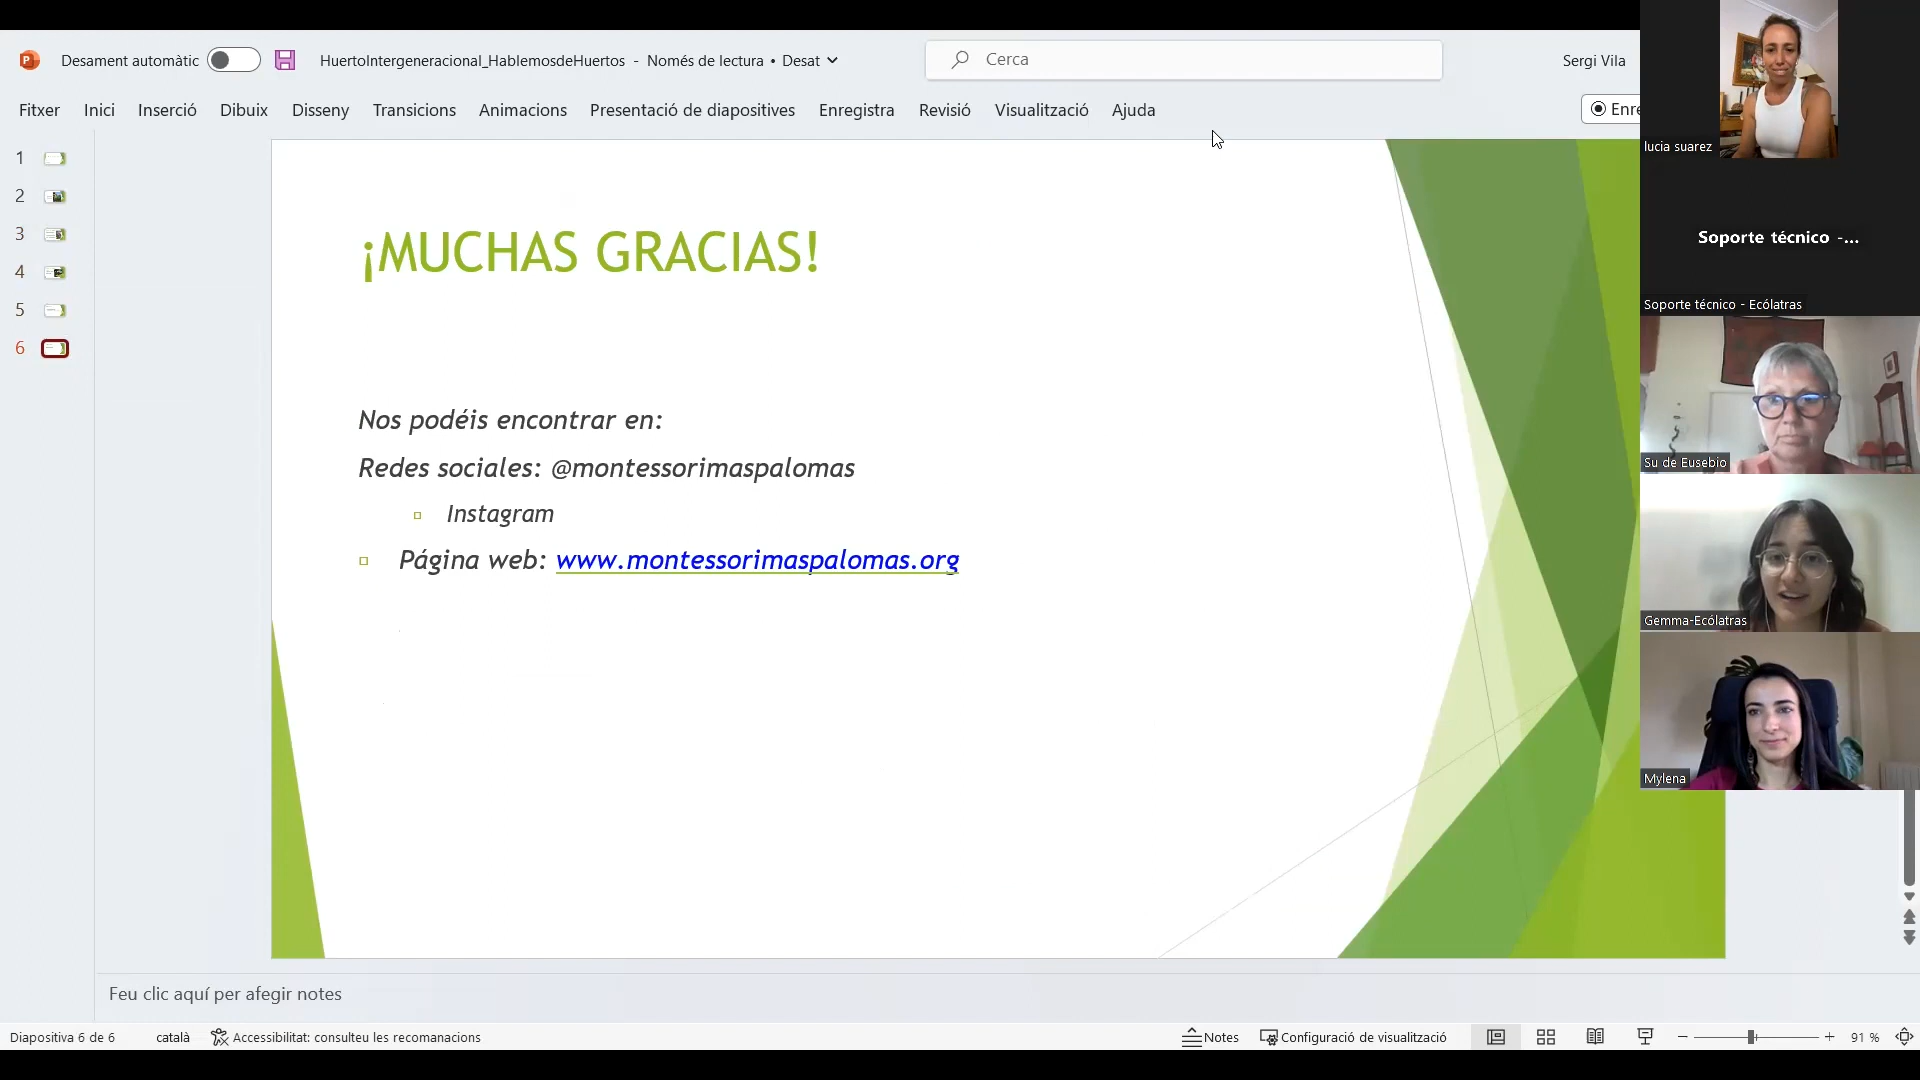 Desament automàtic
HuertoIntergeneracional_HablemosdeHuertos - Només de lectura • Desat
Cerca
Sergi Vila
Fitxer Inici Inserció Dibuix Disseny Transicions Animacions Presentació de diapositives Enregistra Revisió Visualització Ajuda
Enre
1
2
3
4
5
6
¡MUCHAS GRACIAS!
Nos podéis encontrar en:
Redes sociales: @montessorimaspalomas
Instagram
Página web: www.montessorimaspalomas.org
lucia suarez
Soporte técnico -...
Soporte técnico - Ecólatras
Su de Eusebio
Gemma-Ecólatras
Mylena
Feu clic aquí per afegir notes
Diapositiva 6 de 6 català Accessibilitat: consulteu les recomanacions Notes Configuració de visualització 91 %